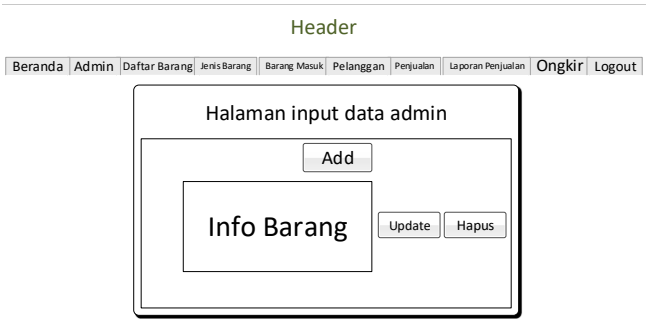 Header
Beranda Admin Daftar Barang Jenis Barang Barang Masuk Pelanggan Penjualan Laporan Penjualan Ongkir Logout
Halaman input data admin
Add
Info Barang Update Hapus